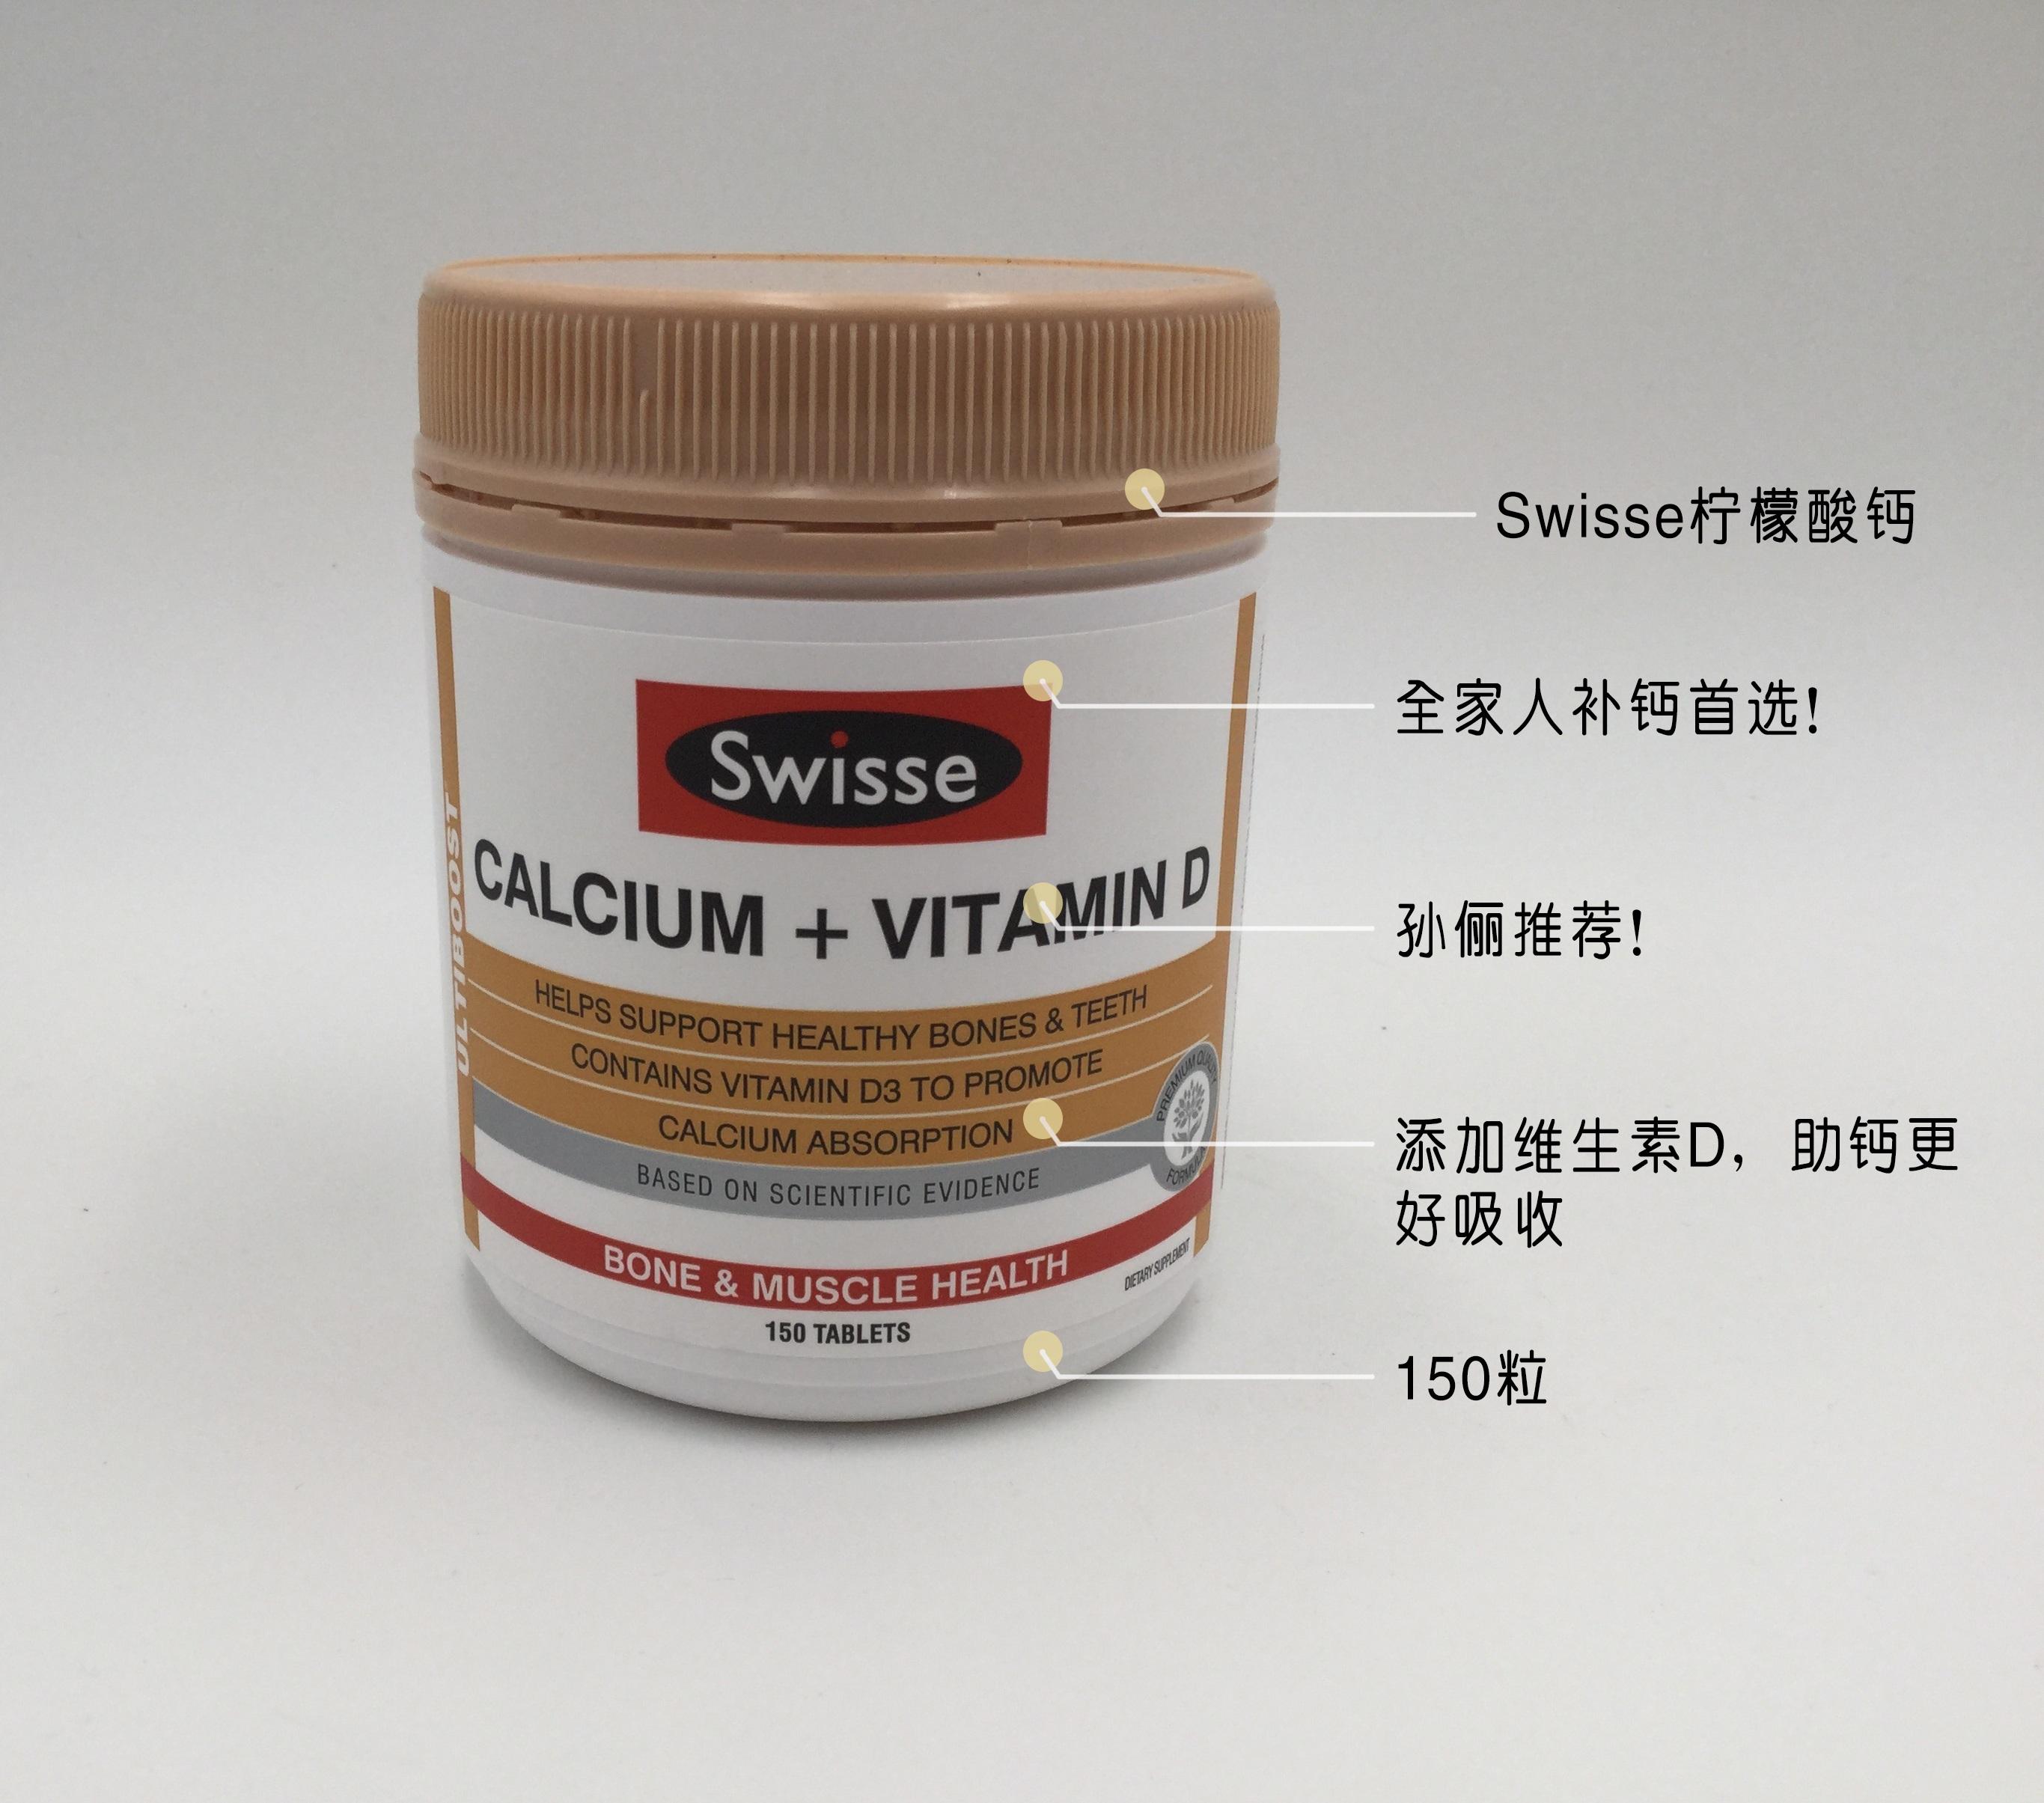 Swisse柠檬酸钙
全家人补钙首选!
孙俪推荐!
添加维生素D，助钙更
好吸收
150粒
Swisse
ULTIBOOST
CALCIUM + VITAMIN D
HELPS SUPPORT HEALTHY BONES & TEETH
CONTAINS VITAMIN D3 TO PROMOTE
CALCIUM ABSORPTION
BASED ON SCIENTIFIC EVIDENCE
PREMIUM QUALITY
FORMULA
BONE & MUSCLE HEALTH
DIETARY SUPPLEMENT
150 TABLETS